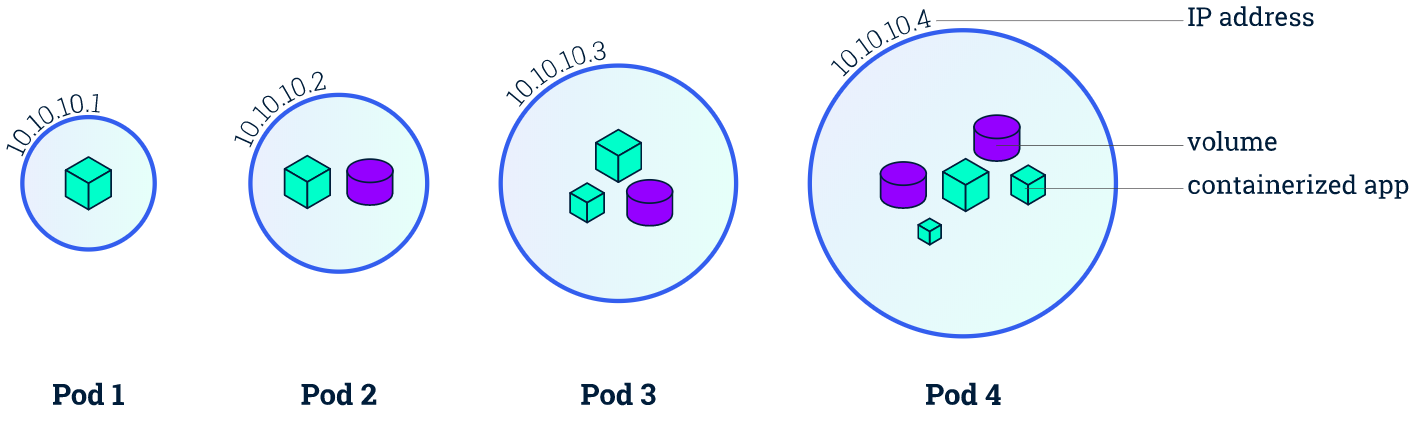 10.10.10.1
10.10.10.2
10.10.10.3
10.10.10.4
IP address
volume
containerized app
Pod 1
Pod 2
Pod 3
Pod 4